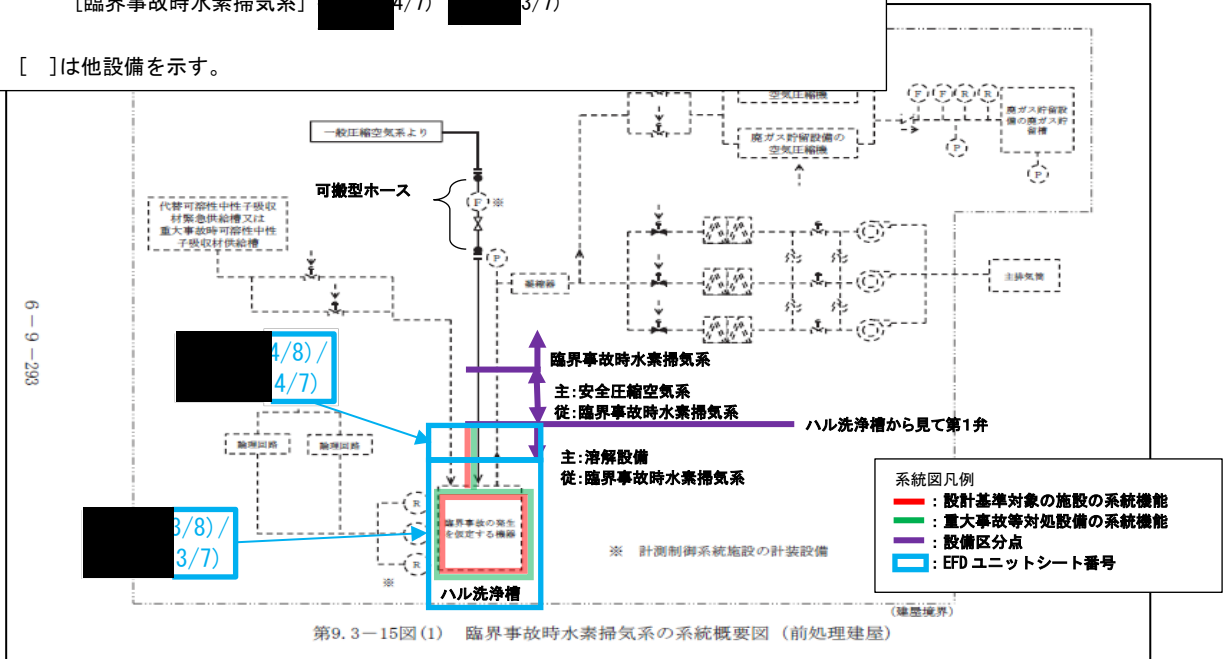 [臨界事故時水素掃気系] 4/7) 3/7)
[ ]は他設備を示す。
一般圧縮空気系より
可搬型ホース
代替可溶性中性子吸収
材緊急供給槽又は
重大事故時可溶性中性
子吸収材供給槽
F
※
P
凝縮器
空気圧縮機
廃ガス貯留設備の
空気圧縮機
F F R R
P
廃ガス貯留設
備の廃ガス貯
留槽
P
主排気筒
6-9-293
4/8)/
4/7)
臨界事故時水素掃気系
主:安全圧縮空気系
従:臨界事故時水素掃気系
ハル洗浄槽から見て第1弁
主:溶解設備
従:臨界事故時水素掃気系
論理回路
論理回路
3/8)/
3/7)
R
R
※
臨界事故の発生
を仮定する機器
ハル洗浄槽
※ 計測制御系統施設の計装設備
系統図凡例
:設計基準対象の施設の系統機能
:重大事故等対処設備の系統機能
:設備区分点
:EFDユニットシート番号
(建屋境界)
第9.3-15図(1) 臨界事故時水素掃気系の系統概要図(前処理建屋)